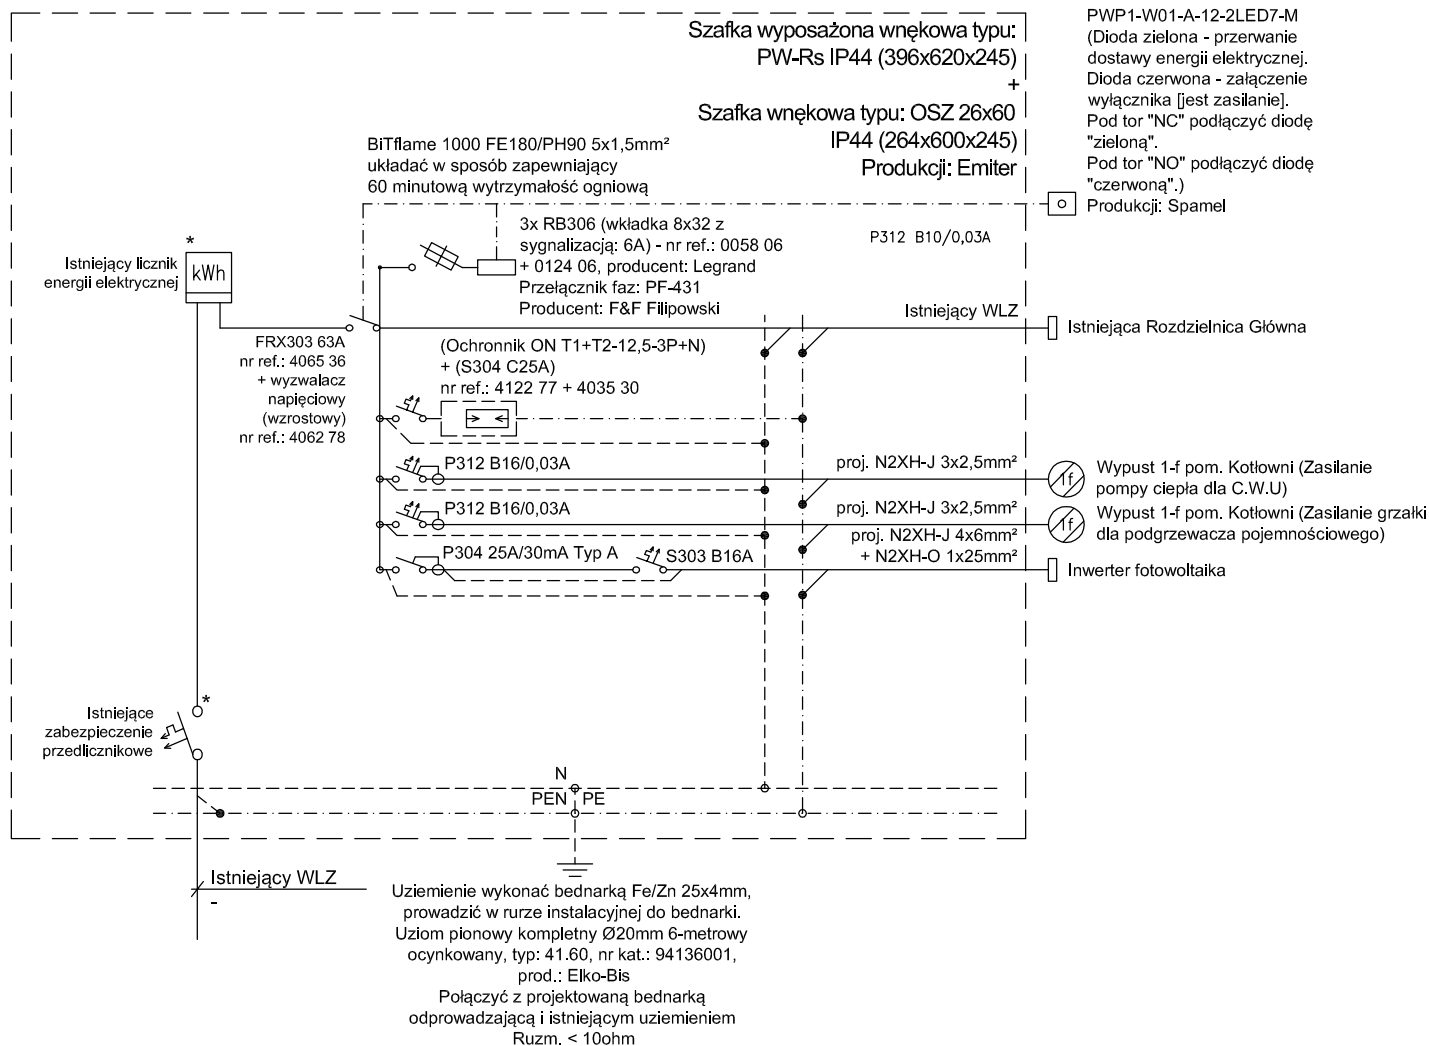 Szafka wyposażona wnękowa typu:
PW-Rs IP44 (396x620x245)
+
Szafka wnękowa typu: OSZ 26x60
IP44 (264x600x245)
Produkcji: Emiter
PWP1-W01-A-12-2LED7-M
(Dioda zielona - przerwanie
dostawy energii elektrycznej.
Dioda czerwona - załączenie
wyłącznika [jest zasilanie].
Pod tor "NC" podłączyć diodę
"zieloną".
Pod tor "NO" podłączyć diodę
"czerwoną".)
Produkcji: Spamel
BiTflame 1000 FE180/PH90 5x1,5mm²
układać w sposób zapewniający
60 minutową wytrzymałość ogniową
3x RB306 (wkładka 8x32 z
sygnalizacją: 6A) - nr ref.: 0058 06
+ 0124 06, producent: Legrand
Przełącznik faz: PF-431
Producent: F&F Filipowski
P312 B10/0,03A
*
Istniejący licznik
energii elektrycznej
kWh
FRX303 63A
nr ref.: 4065 36
+ wyzwalacz
napięciowy
(wzrostowy)
nr ref.: 4062 78
Istniejący WLZ
Istniejąca Rozdzielnica Główna
(Ochronnik ON T1+T2-12,5-3P+N)
+ (S304 C25A)
nr ref.: 4122 77 + 4035 30
P312 B16/0,03A
proj. N2XH-J 3x2,5mm²
1f
Wypust 1-f pom. Kotłowni (Zasilanie
pompy ciepła dla C.W.U)
P312 B16/0,03A
proj. N2XH-J 3x2,5mm²
1f
Wypust 1-f pom. Kotłowni (Zasilanie grzałki
dla podgrzewacza pojemnościowego)
P304 25A/30mA Typ A
S303 B16A
proj. N2XH-J 4x6mm²
+ N2XH-O 1x25mm²
Inwerter fotowoltaika
*
Istniejące
zabezpieczenie
przedlicznikowe
N
PEN
PE
Istniejący WLZ
-
Uziemienie wykonać bednarką Fe/Zn 25x4mm,
prowadzić w rurze instalacyjnej do bednarki.
Uziom pionowy kompletny Ø20mm 6-metrowy
ocynkowany, typ: 41.60, nr kat.: 94136001,
prod.: Elko-Bis
Połączyć z projektowaną bednarką
odprowadzającą i istniejącym uziemieniem
Ruzm. < 10ohm